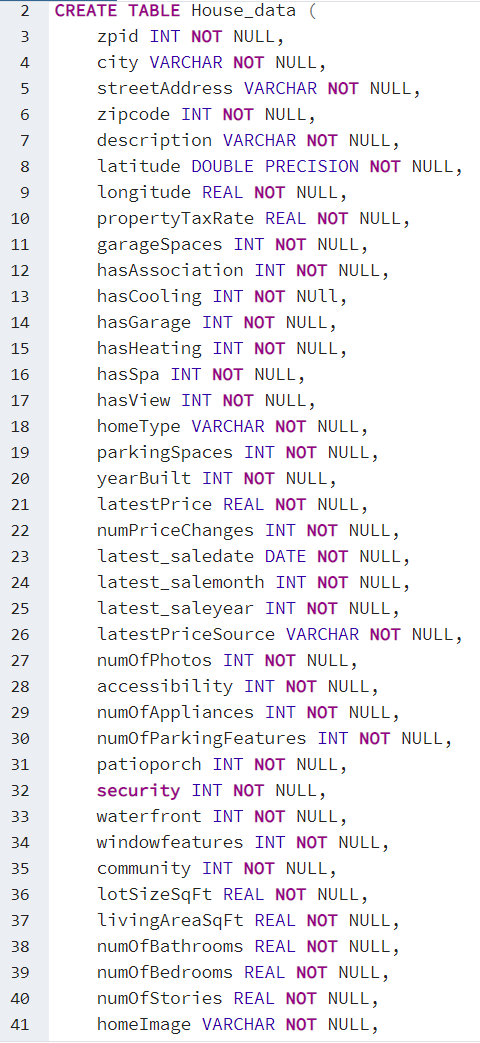 2 CREATE TABLE House_data (
3 zpid INT NOT NULL,
4 city VARCHAR NOT NULL,
5 streetAddress VARCHAR NOT NULL,
6 zipcode INT NOT NULL,
7 description VARCHAR NOT NULL,
8 latitude DOUBLE PRECISION NOT NULL,
9 longitude REAL NOT NULL,
10 propertyTaxRate REAL NOT NULL,
11 garageSpaces INT NOT NULL,
12 hasAssociation INT NOT NULL,
13 hasCooling INT NOT NUll,
14 hasGarage INT NOT NULL,
15 hasHeating INT NOT NULL,
16 hasSpa INT NOT NULL,
17 hasView INT NOT NULL,
18 homeType VARCHAR NOT NULL,
19 parkingSpaces INT NOT NULL,
20 yearBuilt INT NOT NULL,
21 latestPrice REAL NOT NULL,
22 numPriceChanges INT NOT NULL,
23 latest_saledate DATE NOT NULL,
24 latest_salemonth INT NOT NULL,
25 latest_saleyear INT NOT NULL,
26 latestPriceSource VARCHAR NOT NULL,
27 numOfPhotos INT NOT NULL,
28 accessibility INT NOT NULL,
29 numOfAppliances INT NOT NULL,
30 numOfParkingFeatures INT NOT NULL,
31 patioporch INT NOT NULL,
32 security INT NOT NULL,
33 waterfront INT NOT NULL,
34 windowfeatures INT NOT NULL,
35 community INT NOT NULL,
36 lotSizeSqFt REAL NOT NULL,
37 livingAreaSqFt REAL NOT NULL,
38 numOfBathrooms REAL NOT NULL,
39 numOfBedrooms REAL NOT NULL,
40 numOfStories REAL NOT NULL,
41 homeImage VARCHAR NOT NULL,